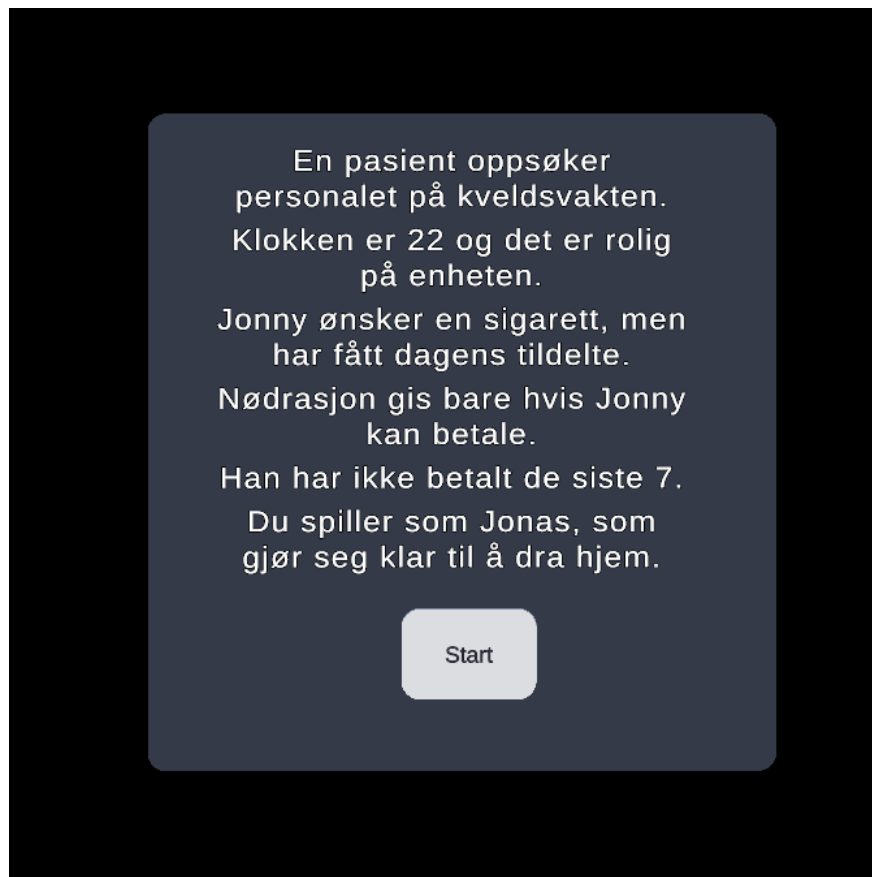 En pasient oppsøker
personalet på kveldsvakten.
Klokken er 22 og det er rolig
på enheten.
Jonny ønsker en sigarett, men
har fått dagens tildelte.
Nødrasjon gis bare hvis Jonny
kan betale.
Han har ikke betalt de siste 7.
Du spiller som Jonas, som
gjør seg klar til å dra hjem.
Start